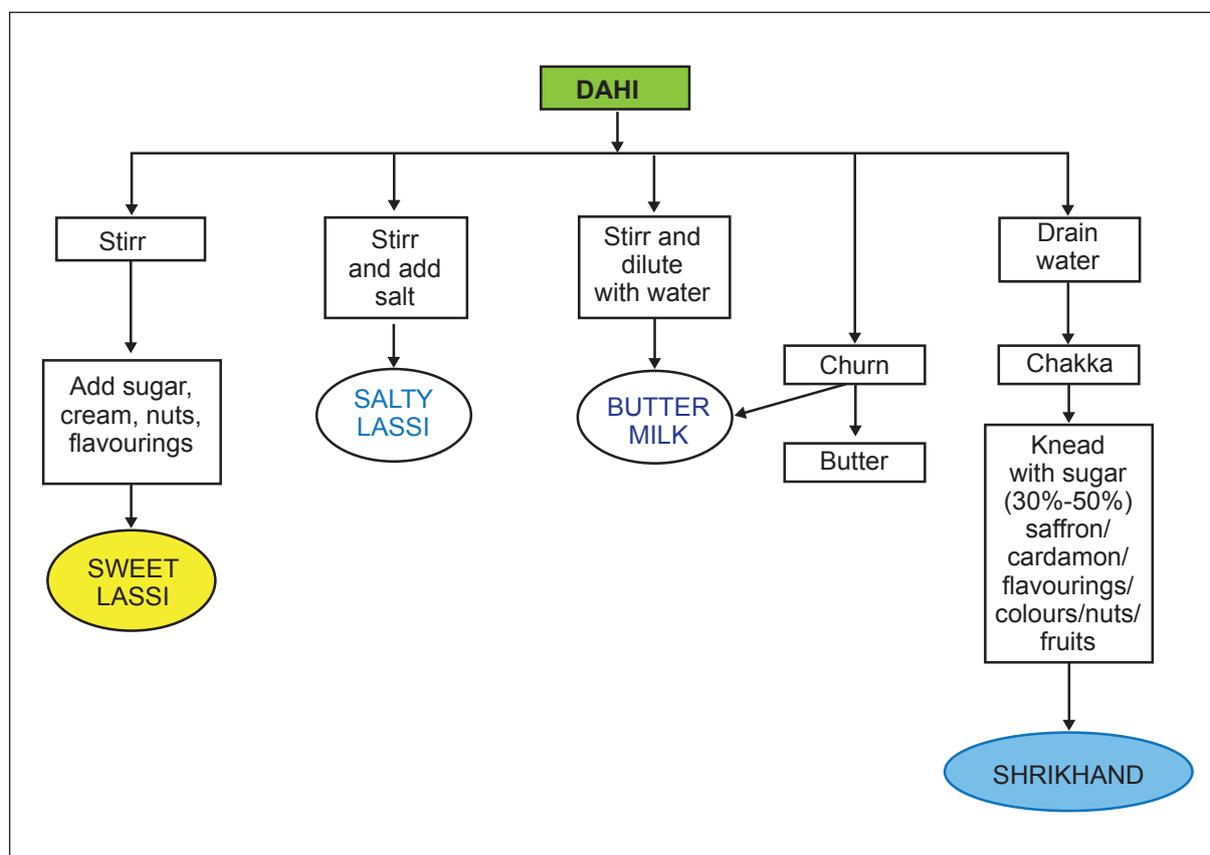 DAHI
Stirr
Add sugar,
cream, nuts,
flavourings
SWEET
LASSI
Stirr
and add
salt
SALTY
LASSI
Stirr and
dilute
with water
BUTTER
MILK
Churn
Butter
Drain
water
Chakka
Knead
with sugar
(30%-50%)
saffron/
cardamon/
flavourings/
colours/nuts/
fruits
SHRIKHAND